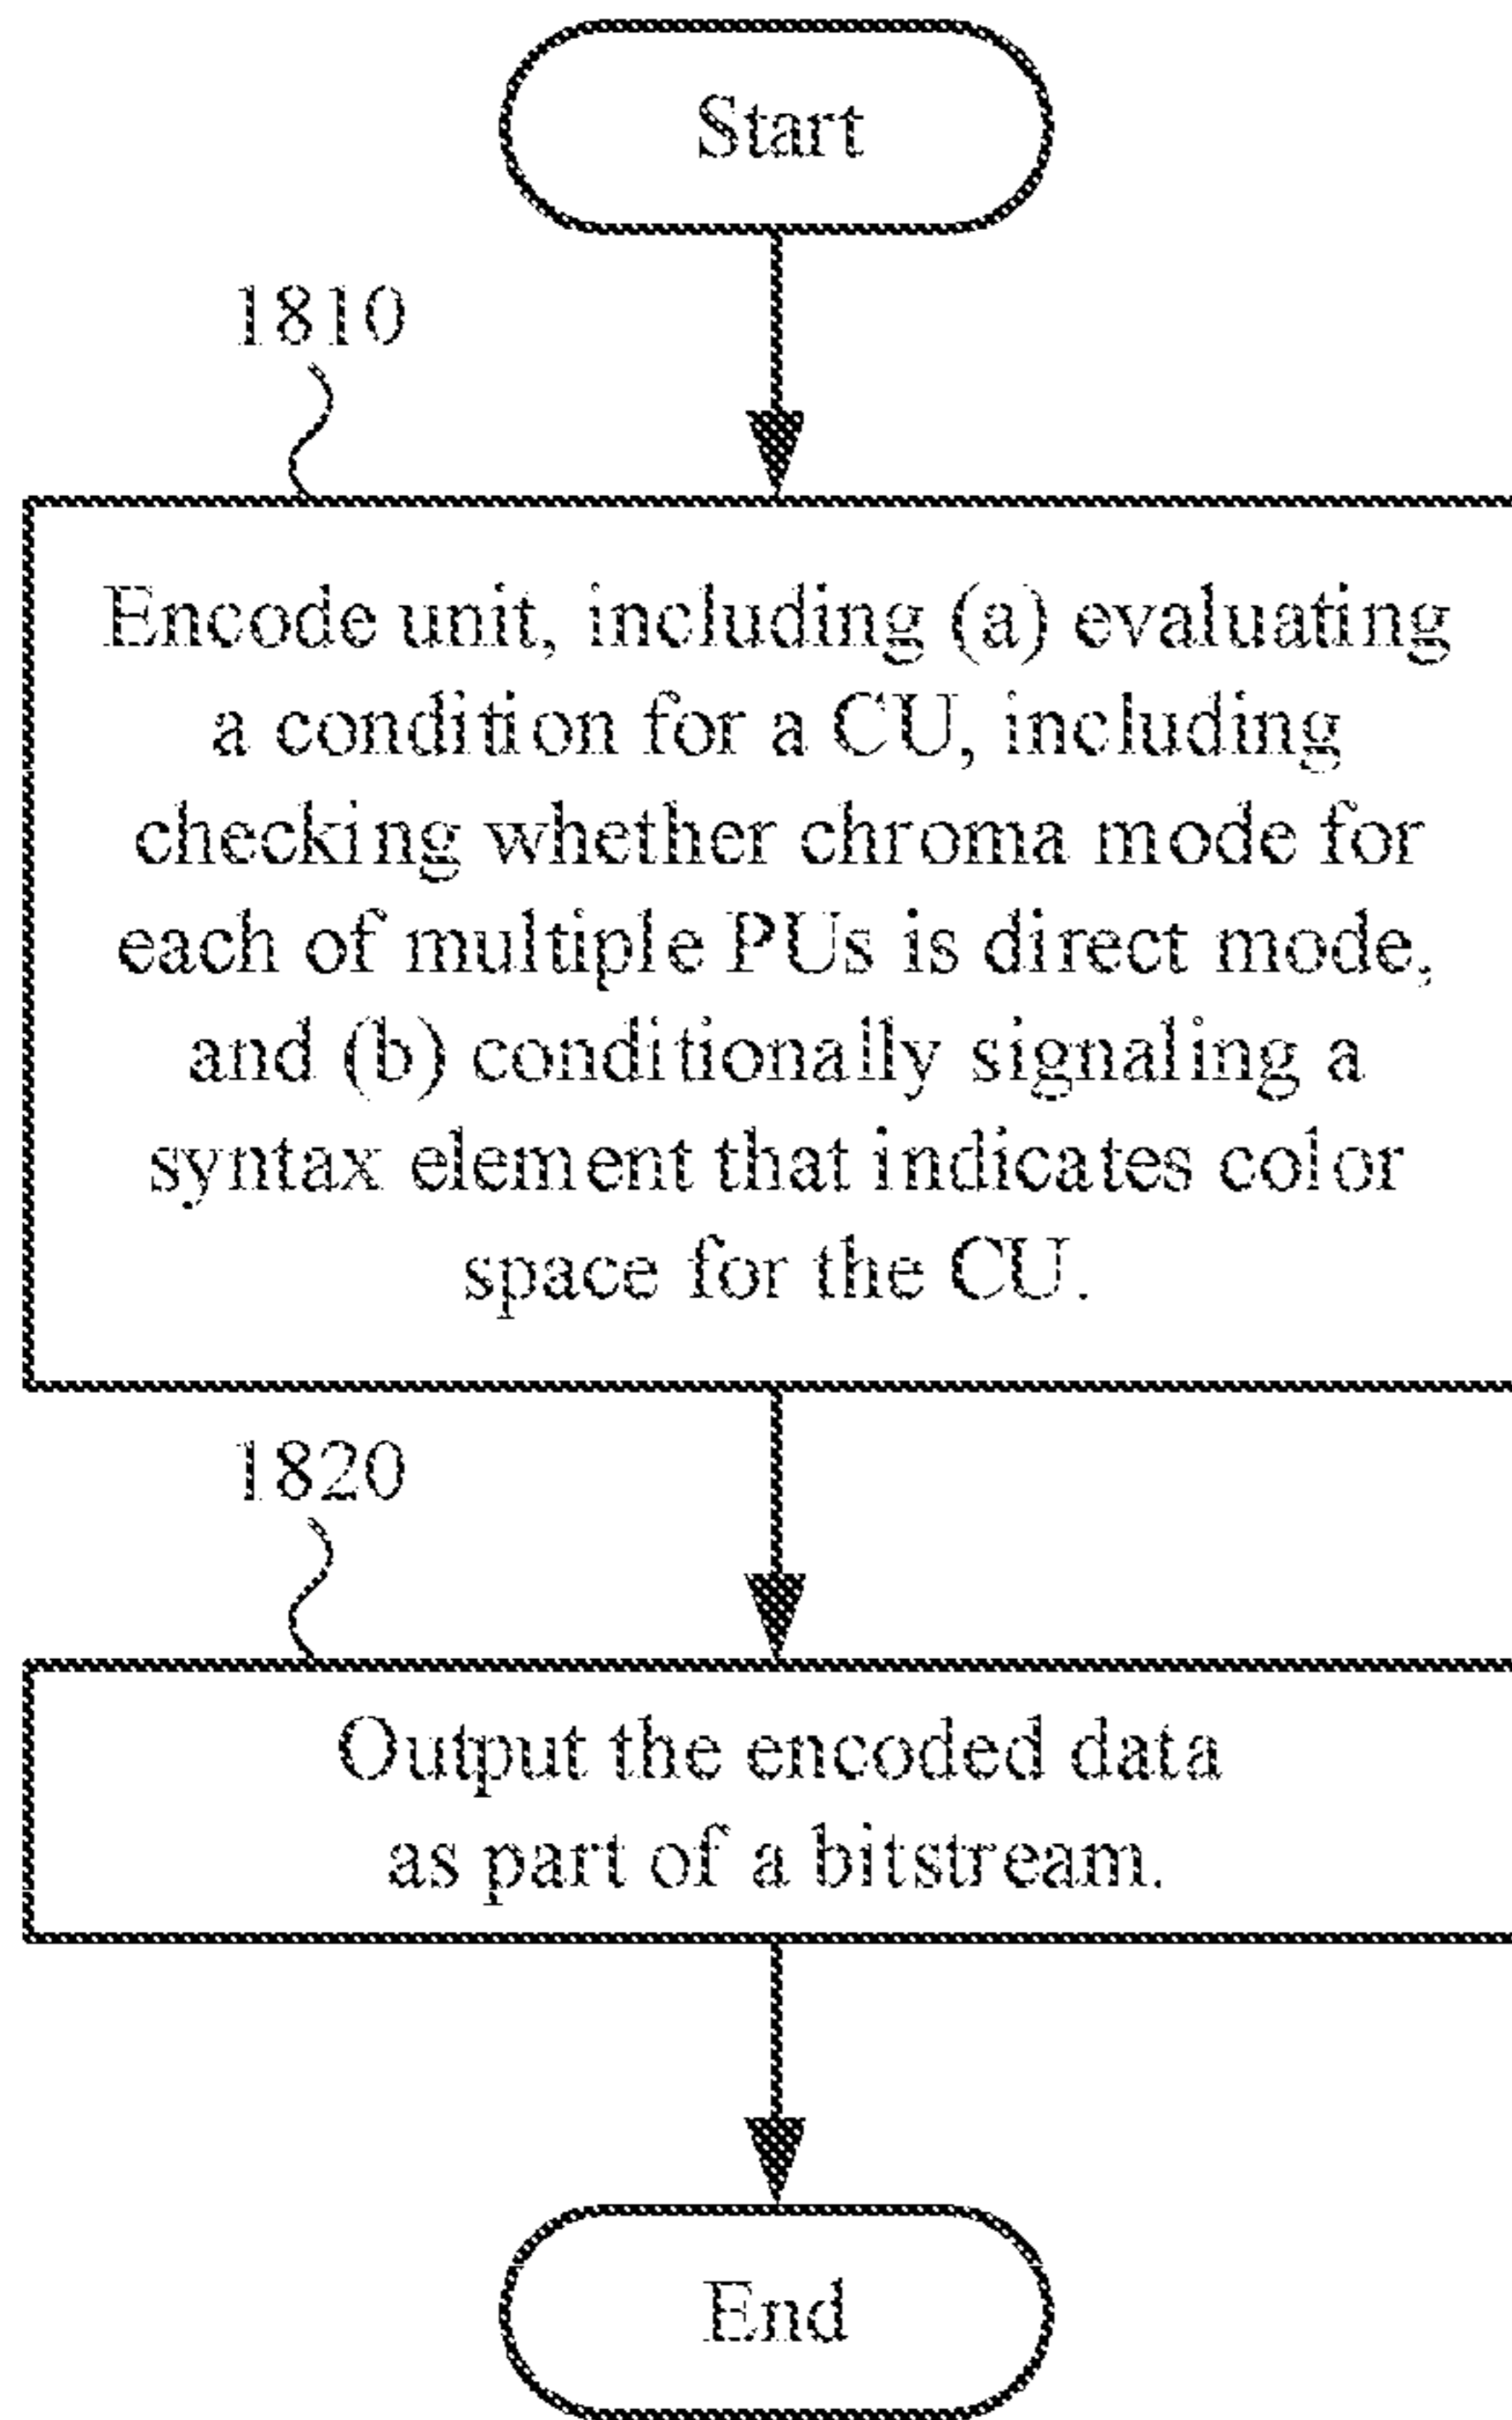 Start
1810
Encode unit, including (a) evaluating
a condition for a CU, including
checking whether chroma mode for
each of multiple PUs is direct mode,
and (b) conditionally signaling a
syntax element that indicates color
space for the CU.
1820
Output the encoded data
as part of a bitstream.
End